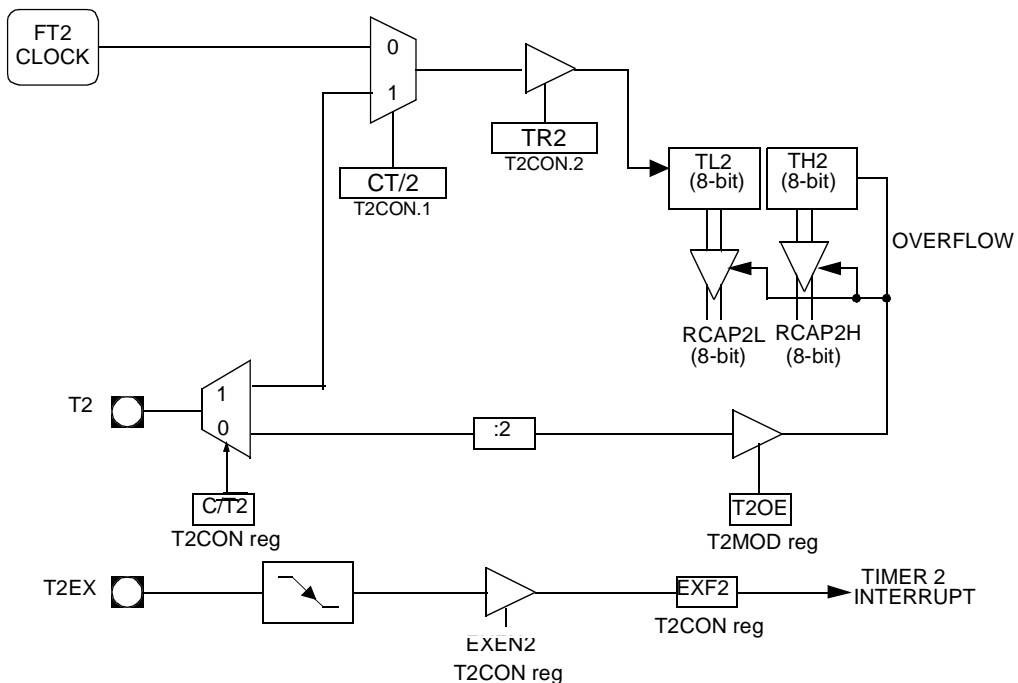 FT2
CLOCK
0
1
TR2
T2CON.2
CT/2
T2CON.1
TL2
(8-bit)
TH2
(8-bit)
OVERFLOW
RCAP2L
(8-bit)
RCAP2H
(8-bit)
T2
1
0
:2
C/T2
T2CON reg
T2OE
T2MOD reg
T2EX
EXEN2
T2CON reg
EXF2
T2CON reg
TIMER 2
INTERRUPT